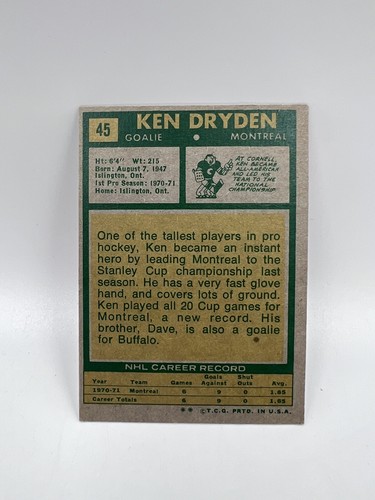 45
KEN DRYDEN
GOALIE • MONTREAL
Ht: 6'4" Wt: 215
Born: August 7, 1947
Islington, Ont.
1st Pro Season: 1970-71
Home: Islington, Ont.
AT CORNELL,
KEN BECAME
ALL-AMERICAN
AND LED HIS
TEAM TO THE
NATIONAL
CHAMPIONSHIP.
C
One of the tallest players in pro
hockey, Ken became an instant
hero by leading Montreal to the
Stanley Cup championship last
season. He has a very fast glove
hand, and covers lots of ground.
Ken played all 20 Cup games for
Montreal, a new record. His
brother, Dave, is also a goalie
for Buffalo.
NHL CAREER RECORD
Year Team Games Goals Against Shut Outs Avg.
1970-71 Montreal 6 9 0 1.65
Career Totals 6 9 0 1.65
** © T.C.G. PRTD. IN U.S.A.